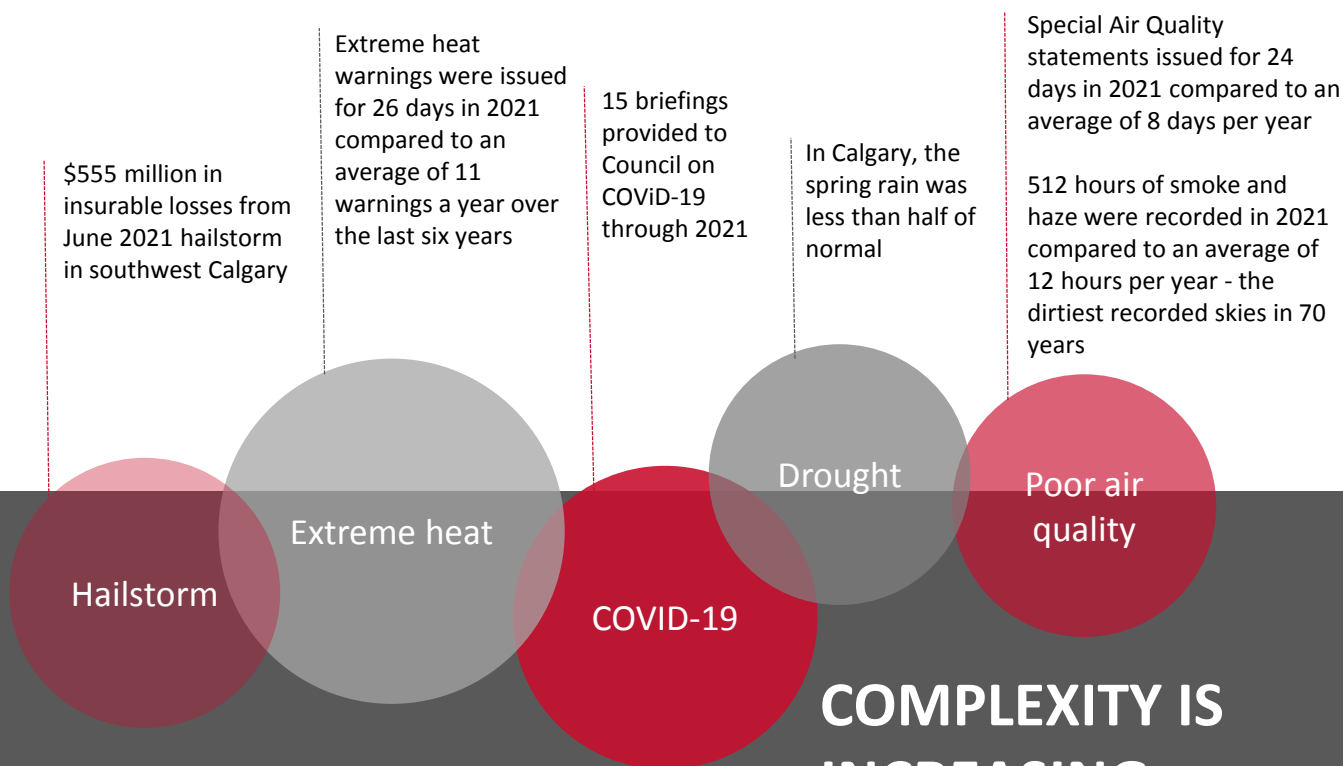 $555 million in
insurable losses from
June 2021 hailstorm
in southwest Calgary
Extreme heat
warnings were issued
for 26 days in 2021
compared to an
average of 11
warnings a year over
the last six years
15 briefings
provided to
Council on
COViD-19
through 2021
In Calgary, the
spring rain was
less than half of
normal
Special Air Quality
statements issued for 24
days in 2021 compared to an
average of 8 days per year
512 hours of smoke and
haze were recorded in 2021
compared to an average of
12 hours per year - the
dirtiest recorded skies in 70
years
Hailstorm
Extreme heat
COVID-19
Drought
Poor air
quality
COMPLEXITY IS
INCREASING